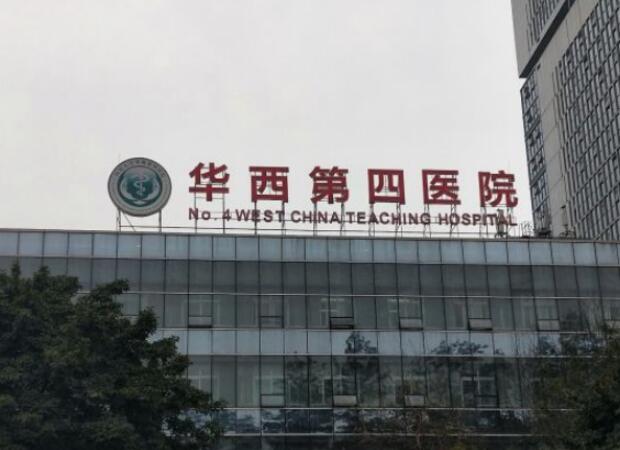 华西第四医院
No.4 WEST CHINA TEACHING HOSPITAL